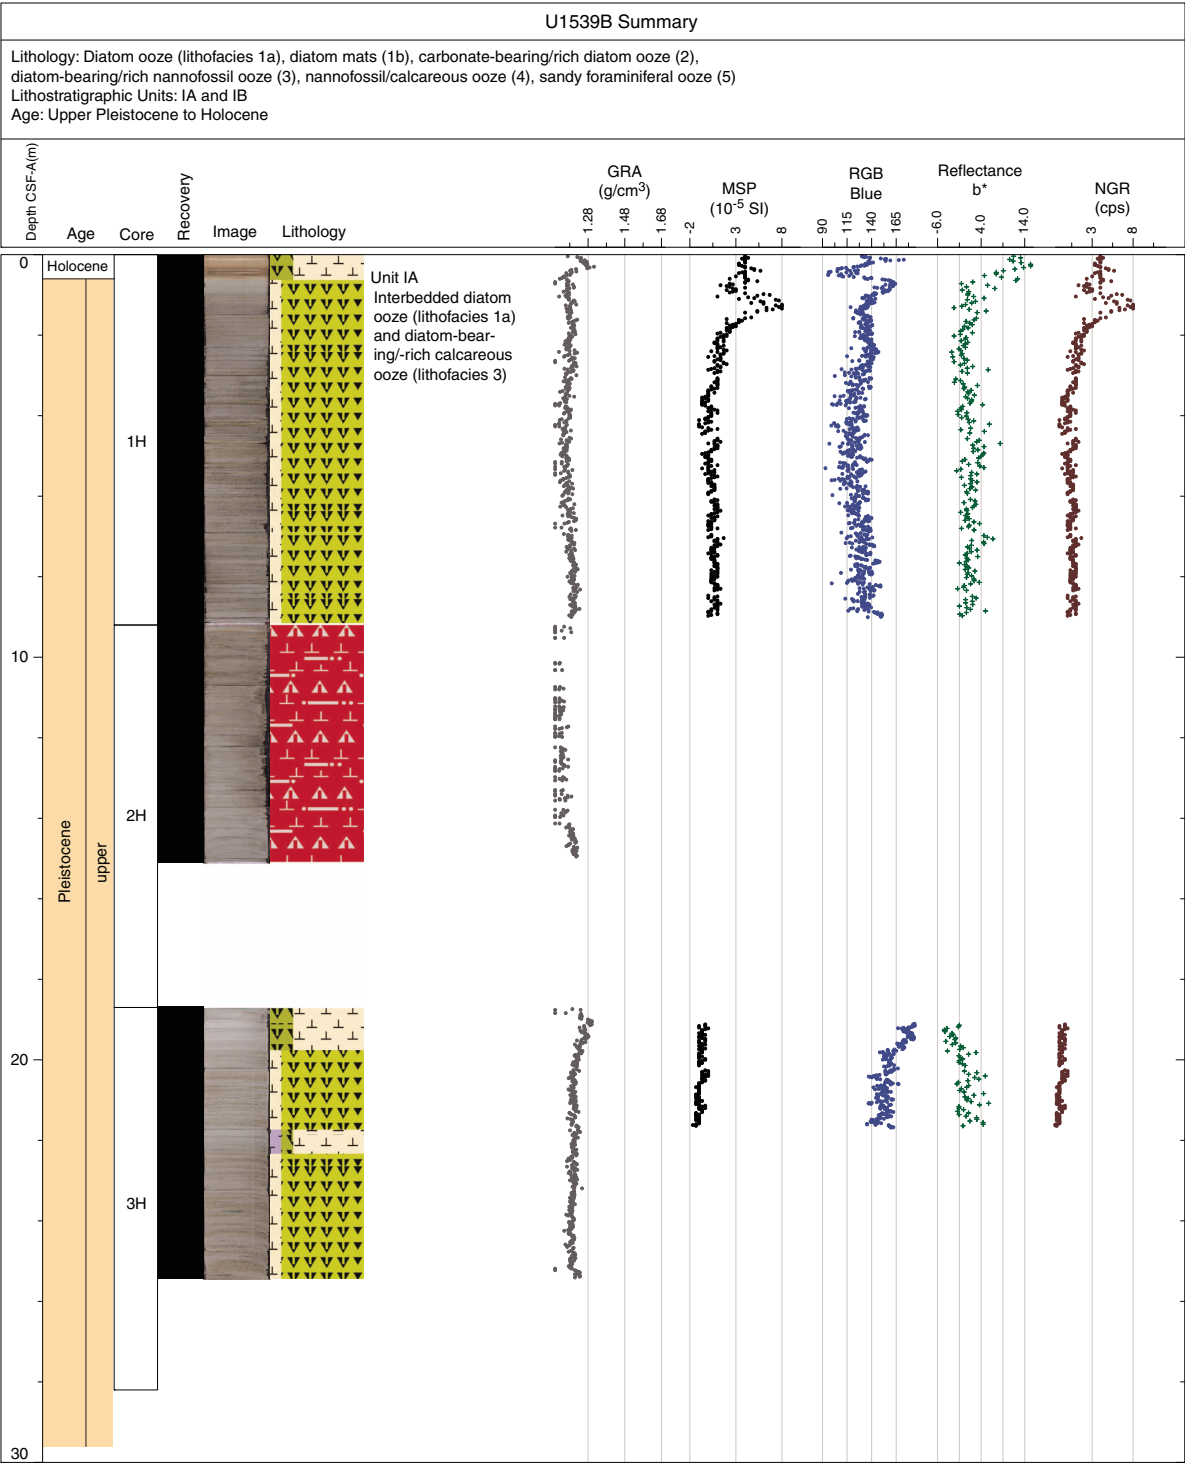 U1539B Summary
Lithology: Diatom ooze (lithofacies 1a), diatom mats (1b), carbonate-bearing/rich diatom ooze (2),
diatom-bearing/rich nannofossil ooze (3), nannofossil/calcareous ooze (4), sandy foraminiferal ooze (5)
Lithostratigraphic Units: IA and IB
Age: Upper Pleistocene to Holocene
Depth CSF-A(m)
Age
Core
Recovery
Image
Lithology
GRA
(g/cm3)
1.28 1.48 1.68
MSP
(10-5 SI)
-2 3 8
RGB
Blue
90 115 140 165
Reflectance
b*
-6.0 4.0 14.0
NGR
(cps)
3 8
0
Holocene
Unit IA
Interbedded diatom
ooze (lithofacies 1a)
and diatom-bear-
ing/-rich calcareous
ooze (lithofacies 3)
1H
10
2H
Pleistocene
upper
20
3H
30